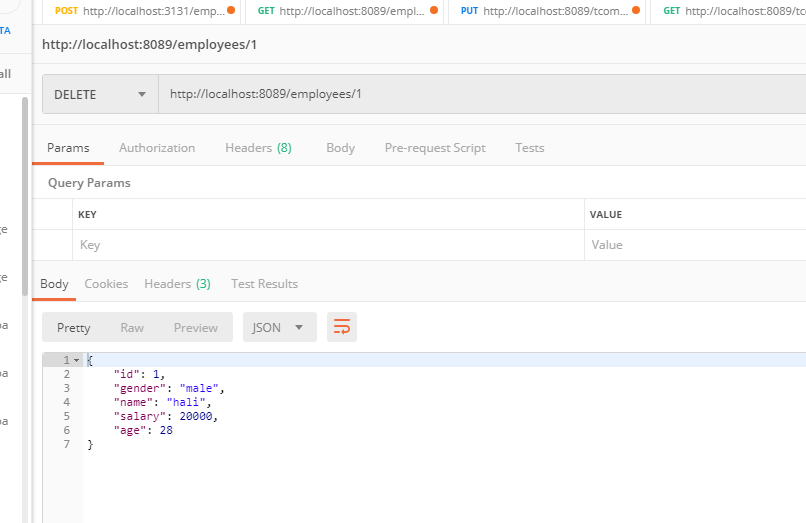 POST http://localhost:3131/emp...
GET http://localhost:8089/empl...
PUT http://localhost:8089/tcom...
GET http://localhost:8089/tc
TA
http://localhost:8089/employees/1
all
DELETE http://localhost:8089/employees/1
Params Authorization Headers (8) Body Pre-request Script Tests
Query Params
KEY VALUE
Key Value
ge
Body Cookies Headers (3) Test Results
ge
Pretty Raw Preview JSON
oa
1 {
2 "id": 1,
oa
3 "gender": "male",
4 "name": "hali",
5 "salary": 20000,
oa
6 "age": 28
7 }